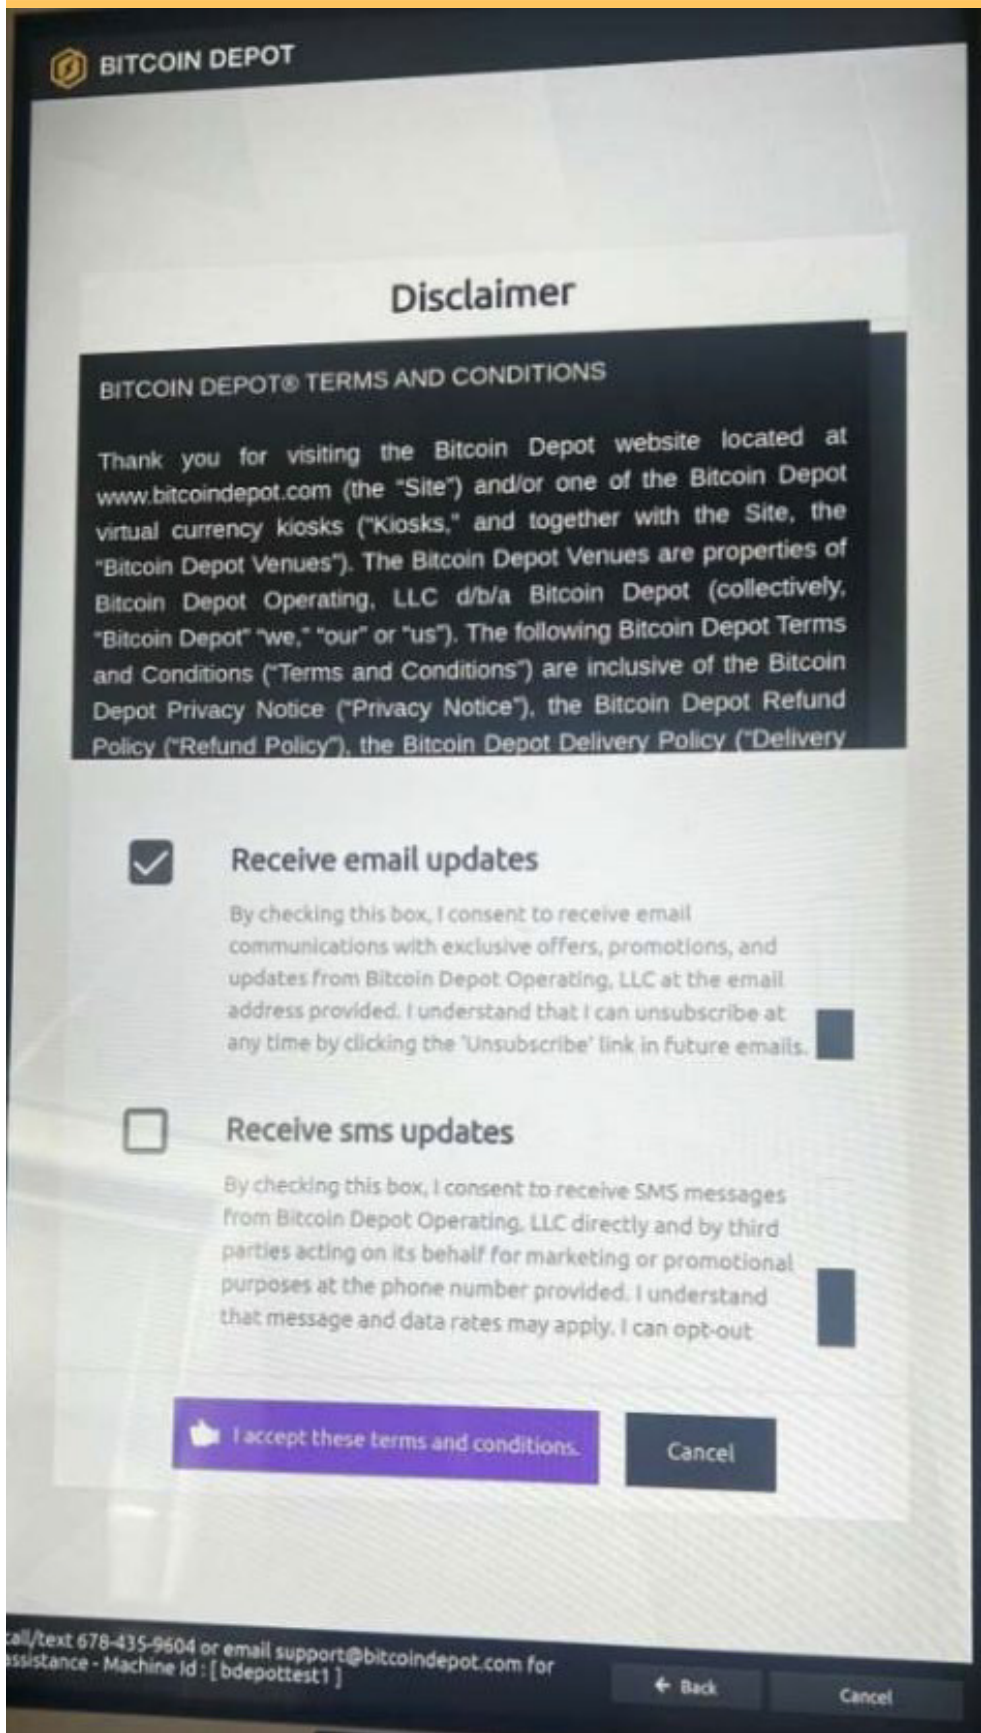 BITCOIN DEPOT
Disclaimer
BITCOIN DEPOT® TERMS AND CONDITIONS
Thank you for visiting the Bitcoin Depot website located at
www.bitcoindepot.com (the "Site") and/or one of the Bitcoin Depot
virtual currency kiosks ("Kiosks," and together with the Site, the
"Bitcoin Depot Venues"). The Bitcoin Depot Venues are properties of
Bitcoin Depot Operating, LLC d/b/a Bitcoin Depot (collectively,
"Bitcoin Depot" "we," "our" or "us"). The following Bitcoin Depot Terms
and Conditions ("Terms and Conditions") are inclusive of the Bitcoin
Depot Privacy Notice ("Privacy Notice"), the Bitcoin Depot Refund
Policy ("Refund Policy"), the Bitcoin Depot Delivery Policy ("Delivery
Receive email updates
By checking this box, I consent to receive email
communications with exclusive offers, promotions, and
updates from Bitcoin Depot Operating, LLC at the email
address provided. I understand that I can unsubscribe at
any time by clicking the 'Unsubscribe' link in future emails.
Receive sms updates
By checking this box, I consent to receive SMS messages
from Bitcoin Depot Operating, LLC directly and by third
parties acting on its behalf for marketing or promotional
purposes at the phone number provided. I understand
that message and data rates may apply. I can opt-out
I accept these terms and conditions.
Cancel
call/text 678-435-9604 or email support@bitcoindepot.com for
assistance - Machine Id : [ bdepottest1 ]
← Back
Cancel